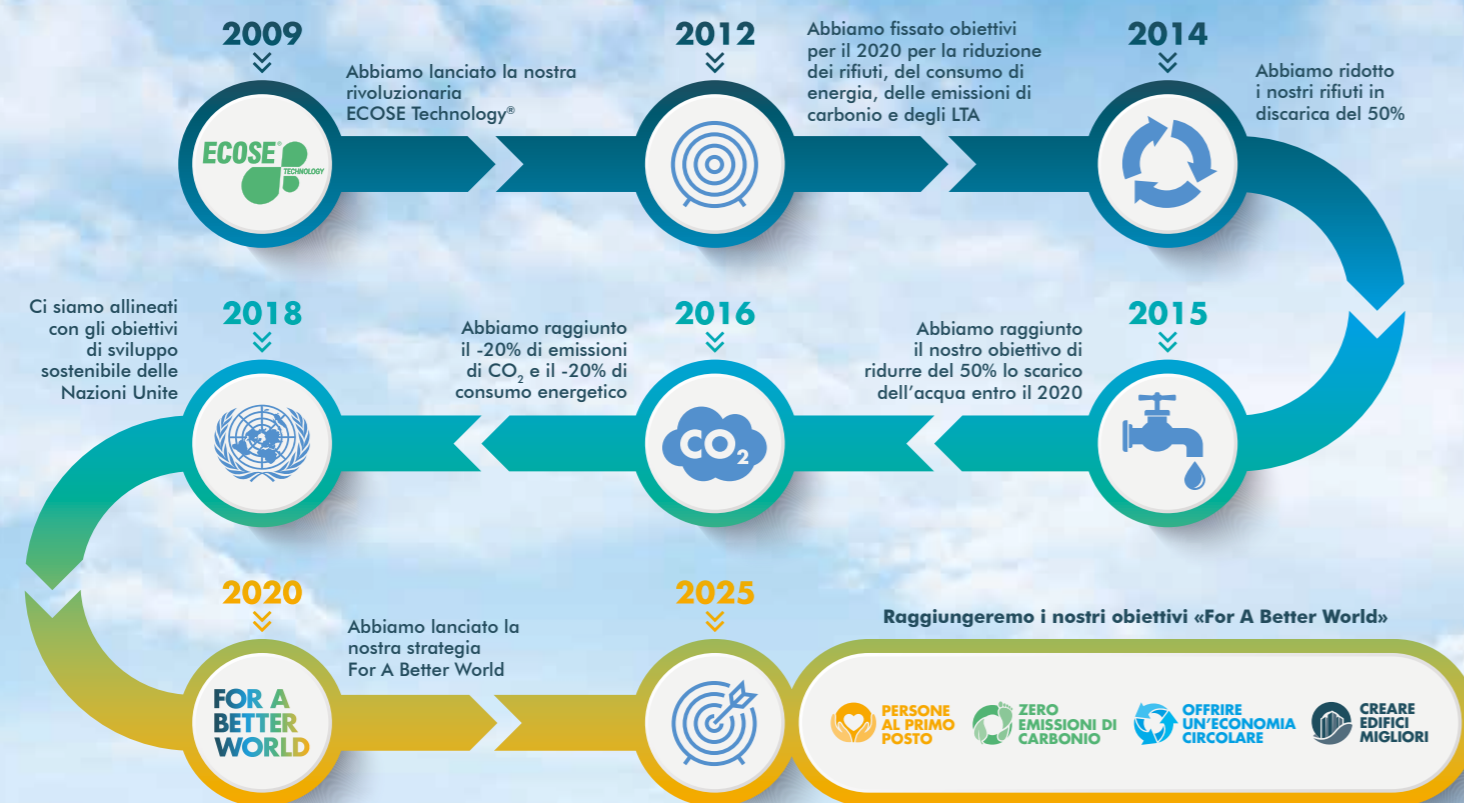 2009
Abbiamo lanciato la nostra
rivoluzionaria
ECOSE Technology®
ECOSE®
TECHNOLOGY
2012
Abbiamo fissato obiettivi
per il 2020 per la riduzione
dei rifiuti, del consumo di
energia, delle emissioni di
carbonio e degli LTA
2014
Abbiamo ridotto
i nostri rifiuti in
discarica del 50%
2015
Abbiamo raggiunto
il nostro obiettivo di
ridurre del 50% lo scarico
dell’acqua entro il 2020
2016
Abbiamo raggiunto
il -20% di emissioni
di CO₂ e il -20% di
consumo energetico
CO₂
2018
Ci siamo allineati
con gli obiettivi
di sviluppo
sostenibile delle
Nazioni Unite
2020
Abbiamo lanciato la
nostra strategia
For A Better World
FOR A
BETTER
WORLD
2025
Raggiungeremo i nostri obiettivi «For A Better World»
PERSONE
AL PRIMO
POSTO
ZERO
EMISSIONI DI
CARBONIO
OFFRIRE
UN’ECONOMIA
CIRCOLARE
CREARE
EDIFICI
MIGLIORI